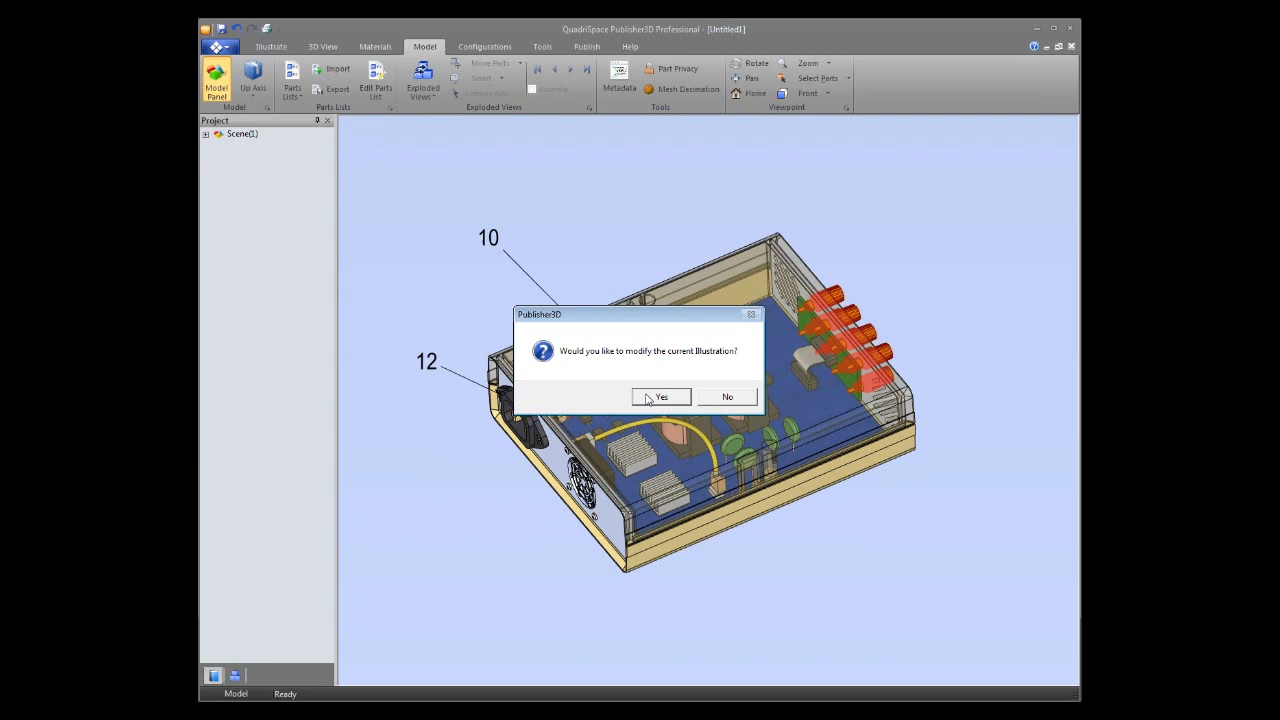 QuadriSpace Publisher3D Professional - [Untitled1]
Illustrate 3D View Materials Model Configurations Tools Publish Help
Model Panel
Up Axis
Model
Parts Lists
Import
Export
Edit Parts List
Parts Lists
Exploded Views
Move Parts
Smart
Animate
Exploded Views
Metadata
Part Privacy
Mesh Decimation
Tools
Rotate
Pan
Home
Zoom
Select Parts
Front
Viewpoint
Project
Scene(1)
10
12
Publisher3D
Would you like to modify the current Illustration?
Yes No
Model Ready